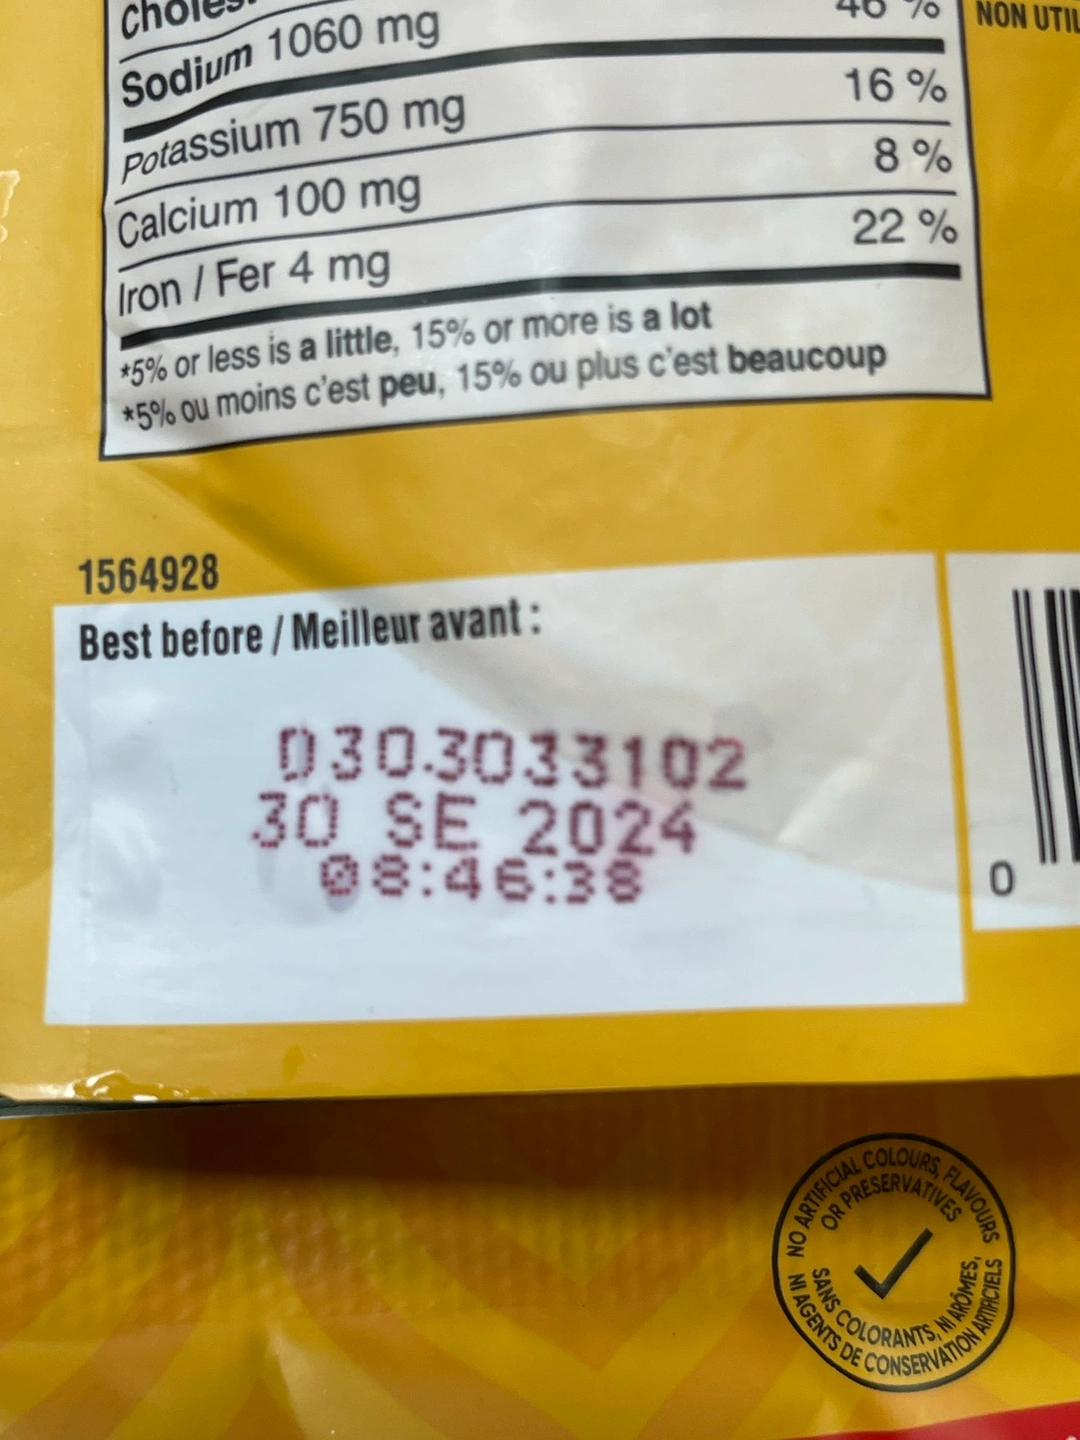 Sodium 1060 mg 46 %
Potassium 750 mg 16 %
Calcium 100 mg 8 %
Iron / Fer 4 mg 22 %
*5% or less is a little, 15% or more is a lot
*5% ou moins c'est peu, 15% ou plus c'est beaucoup
NON
1564928
Best before / Meilleur avant :
0303033102
30 SE 2024
08:46:38
0
NO ARTIFICIAL COLOURS, FLAVOURS
OR PRESERVATIVES
SANS COLORANTS, NI ARÔMES,
NI AGENTS DE CONSERVATION ARTIFICIELS